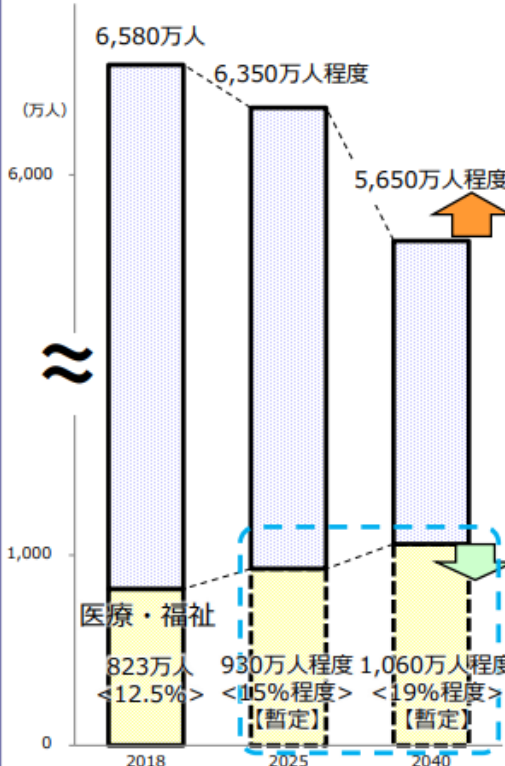 6,580万人
6,350万人程度
(万人)
6,000
5,650万人程度
≈
1,000
医療・福祉
823万人
<12.5%>
930万人程度
<15%程度>
【暫定】
1,060万人程度
<19%程度>
【暫定】
0
2018
2025
2040